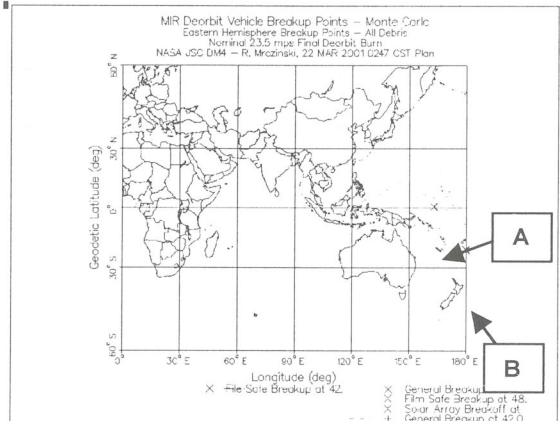 MIR Deorbit Vehicle Breakup Points – Monte Carlo
Eastern Hemisphere Breakup Points – All Debris
Nominal 23.5 mps Final Deorbit Burn
NASA JSC DM4 – R. Mrozinski, 22 MAR 2001 0247 CST Plan
60°N
30°N
0°
30°S
60°S
Geodetic Latitude (deg)
0° 30°E 60°E 90°E 120°E 150°E 180°E
Longitude (deg)
A
B
× File Safe Breakup at 42.
× General Breakup
× Film Safe Breakup at 48.
× Solar Array Breakoff at
+ General Breakup at 42.0